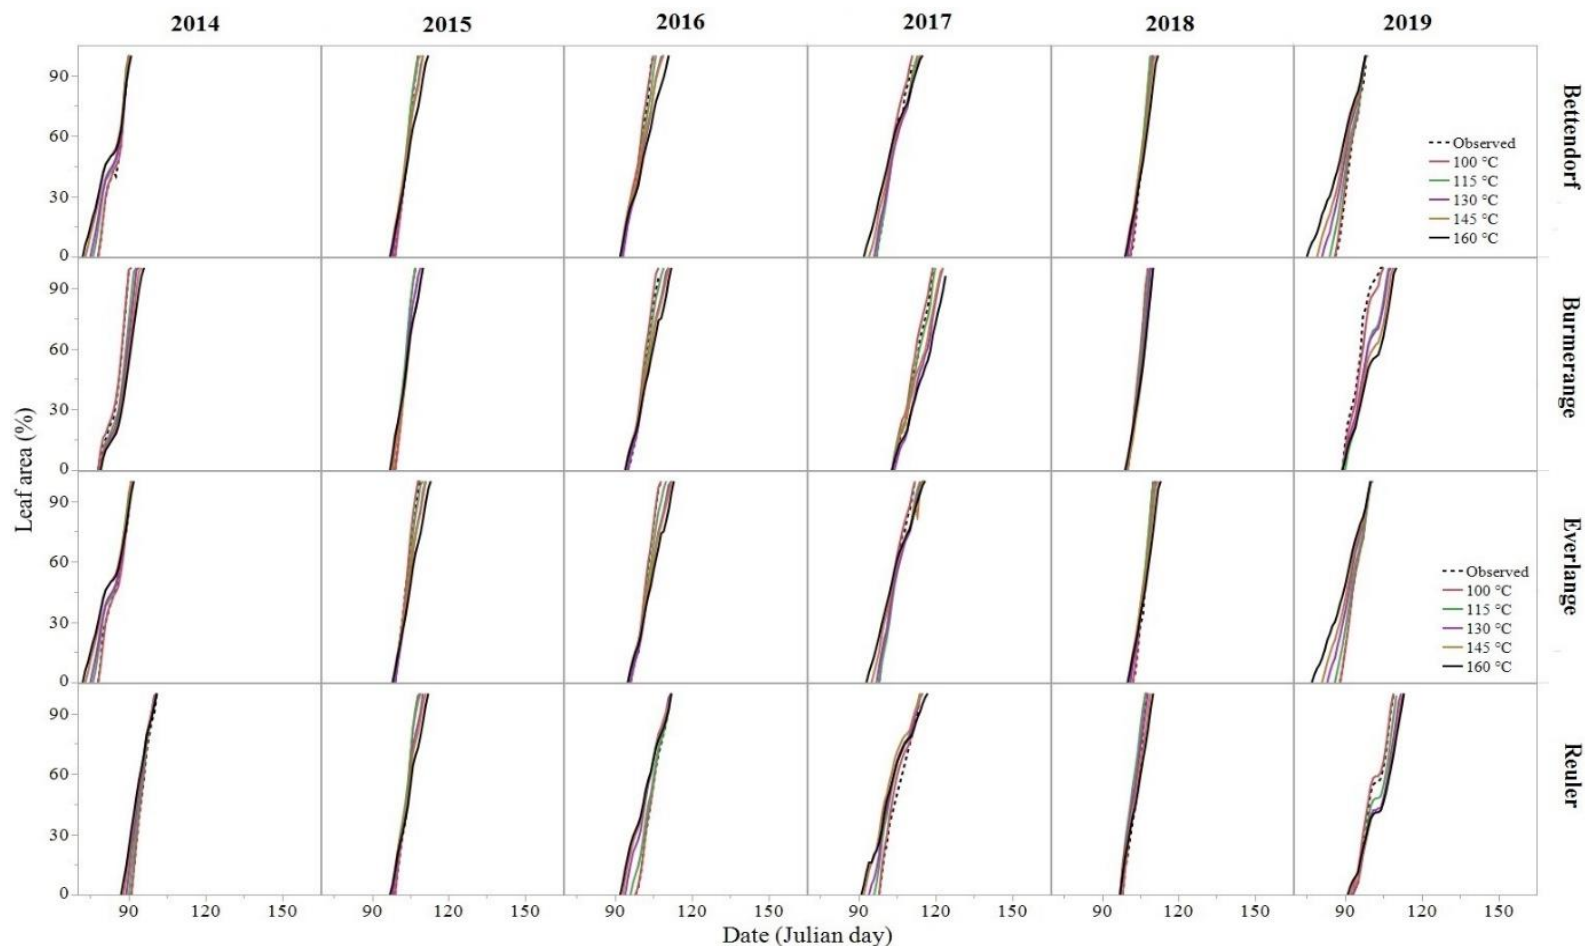 2014 2015 2016 2017 2018 2019
90
60
30
0
Observed
100 °C
115 °C
130 °C
145 °C
160 °C
Bettendorf
90
60
30
0
Burmerange
Leaf area (%)
90
60
30
0
Observed
100 °C
115 °C
130 °C
145 °C
160 °C
Everlange
90
60
30
0
Reuler
90 120 150 90 120 150 90 120 150 90 120 150 90 120 150 90 120 150
Date (Julian day)